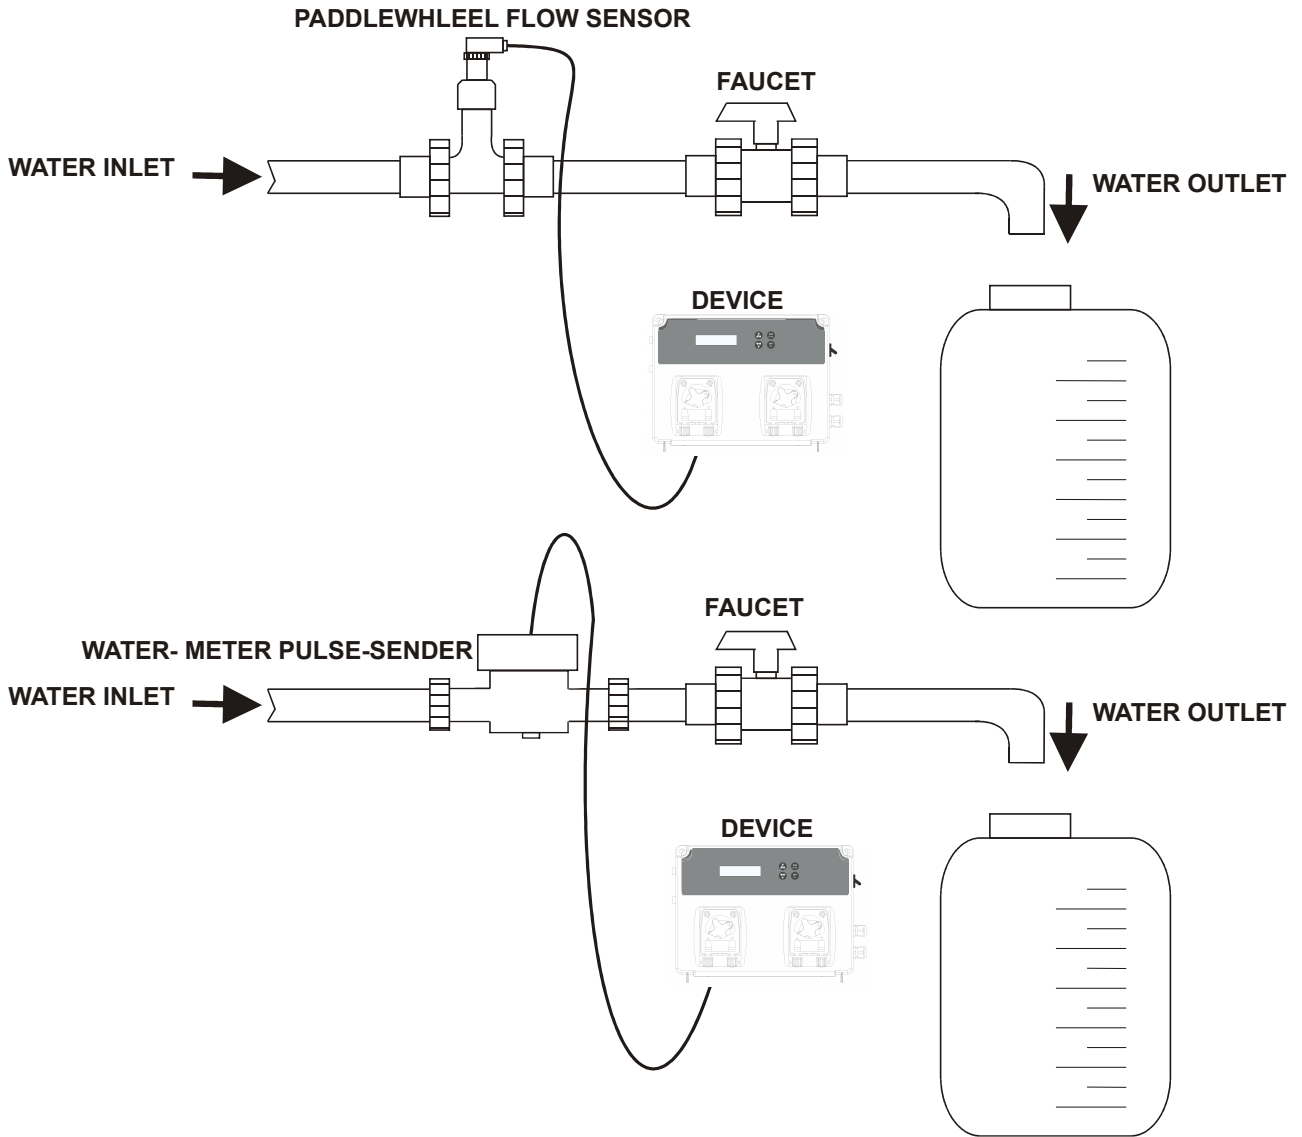 PADDLEWHLEEL FLOW SENSOR
FAUCET
WATER INLET
WATER OUTLET
DEVICE
FAUCET
WATER- METER PULSE-SENDER
WATER INLET
WATER OUTLET
DEVICE